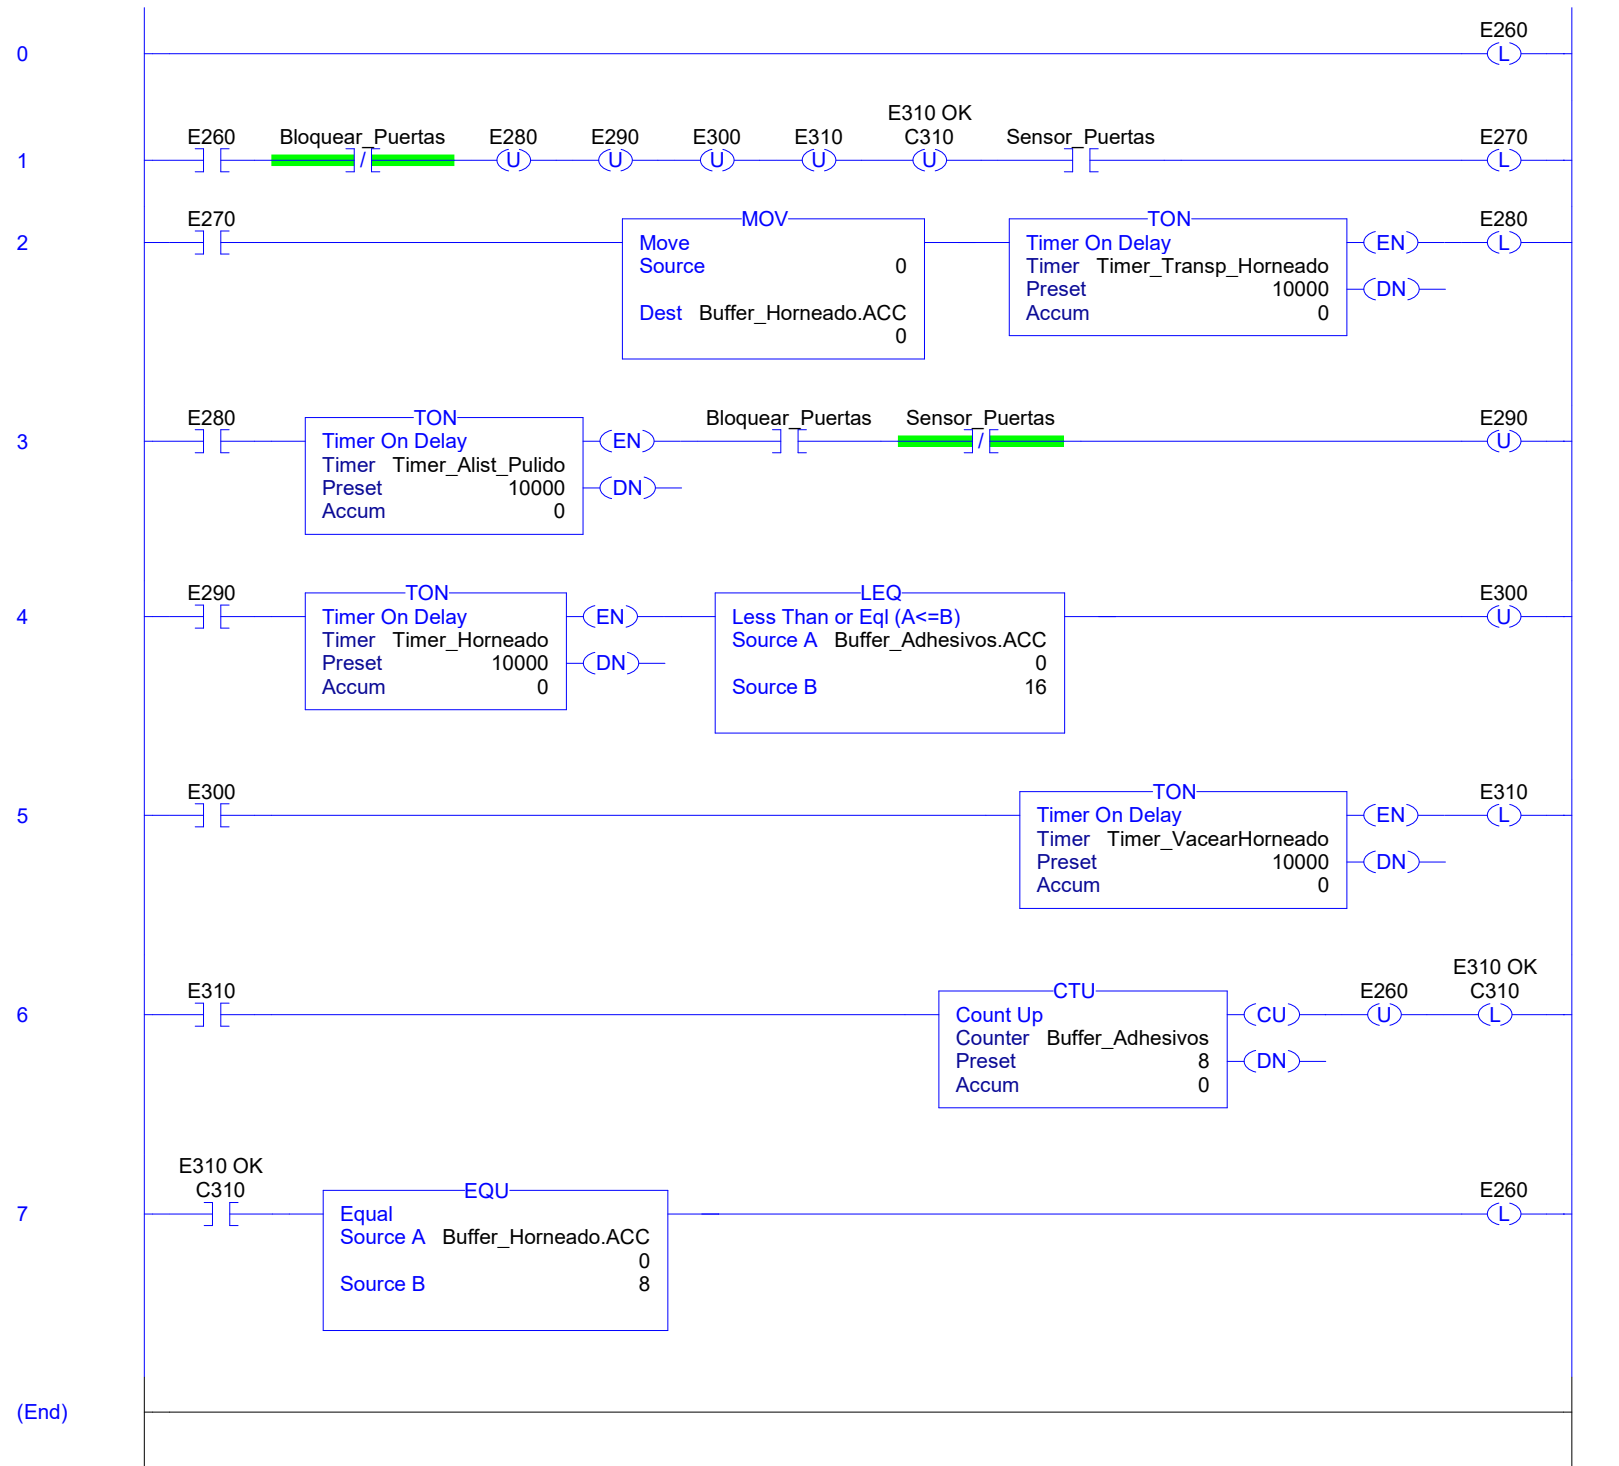 0
E260
L
1
E260
Bloquear_Puertas
/
E280
U
E290
U
E300
U
E310
U
E310 OK
C310
U
Sensor_Puertas
E270
L
2
E270
MOV
Move
Source 0
Dest Buffer_Horneado.ACC
0
TON
Timer On Delay
Timer Timer_Transp_Horneado
Preset 10000
Accum 0
EN
DN
E280
L
3
E280
TON
Timer On Delay
Timer Timer_Alist_Pulido
Preset 10000
Accum 0
EN
DN
Bloquear_Puertas
Sensor_Puertas
/
E290
U
4
E290
TON
Timer On Delay
Timer Timer_Horneado
Preset 10000
Accum 0
EN
DN
LEQ
Less Than or Eql (A<=B)
Source A Buffer_Adhesivos.ACC
0
Source B 16
E300
U
5
E300
TON
Timer On Delay
Timer Timer_VacearHorneado
Preset 10000
Accum 0
EN
DN
E310
L
6
E310
CTU
Count Up
Counter Buffer_Adhesivos
Preset 8
Accum 0
CU
DN
E260
U
E310 OK
C310
L
7
E310 OK
C310
EQU
Equal
Source A Buffer_Horneado.ACC
0
Source B 8
E260
L
(End)